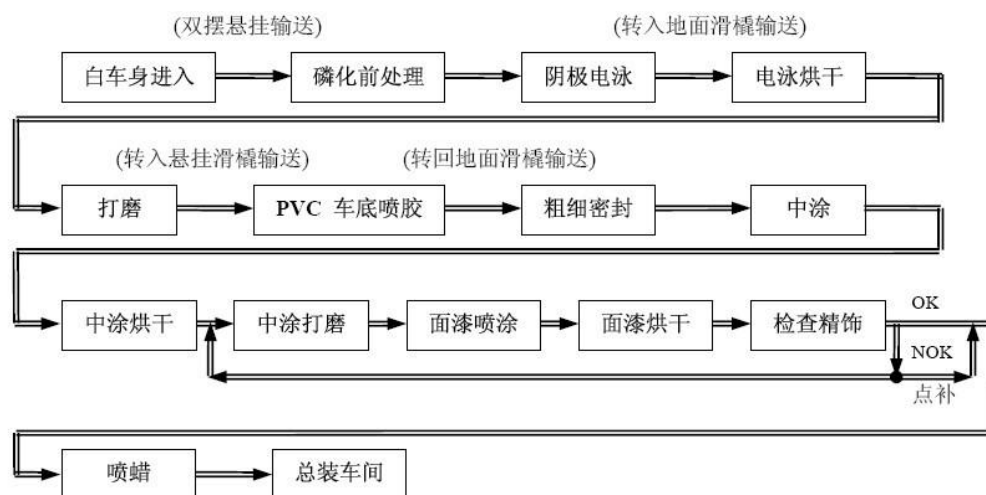 (双摆悬挂输送) (转入地面滑橇输送)
白车身进入 磷化前处理 阴极电泳 电泳烘干
(转入悬挂滑橇输送) (转回地面滑橇输送)
打磨 PVC 车底喷胶 粗细密封 中涂
OK
中涂烘干 中涂打磨 面漆喷涂 面漆烘干 检查精饰
NOK
点补
喷蜡 总装车间